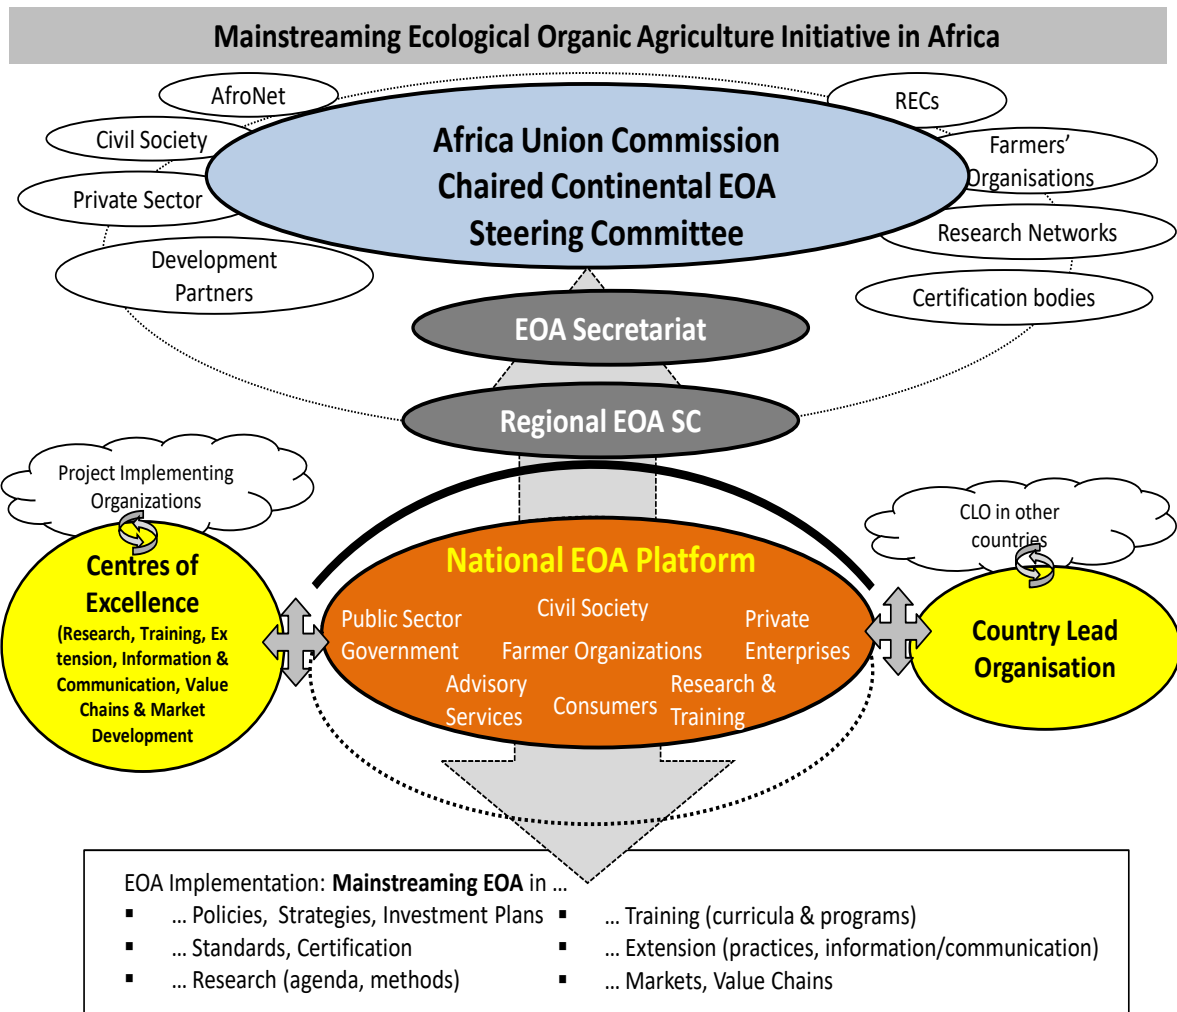 Mainstreaming Ecological Organic Agriculture Initiative in Africa
AfroNet
Civil Society
Private Sector
Development
Partners
Africa Union Commission
Chaired Continental EOA
Steering Committee
RECs
Farmers’
Organisations
Research Networks
Certification bodies
EOA Secretariat
Regional EOA SC
Project Implementing
Organizations
Centres of
Excellence
(Research, Training, Ex
tension, Information &
Communication, Value
Chains & Market
Development
National EOA Platform
Public Sector
Government
Civil Society
Farmer Organizations
Private
Enterprises
Advisory
Services
Consumers
Research &
Training
CLO in other
countries
Country Lead
Organisation
EOA Implementation: Mainstreaming EOA in ...
▪ ... Policies, Strategies, Investment Plans
▪ ... Standards, Certification
▪ ... Research (agenda, methods)
▪ ... Training (curricula & programs)
▪ ... Extension (practices, information/communication)
▪ ... Markets, Value Chains